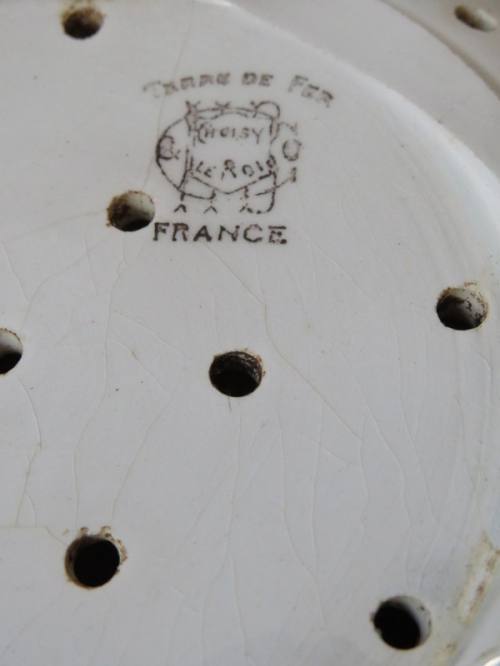 TERRE DE FER
CHOISY
LE ROI
FRANCE